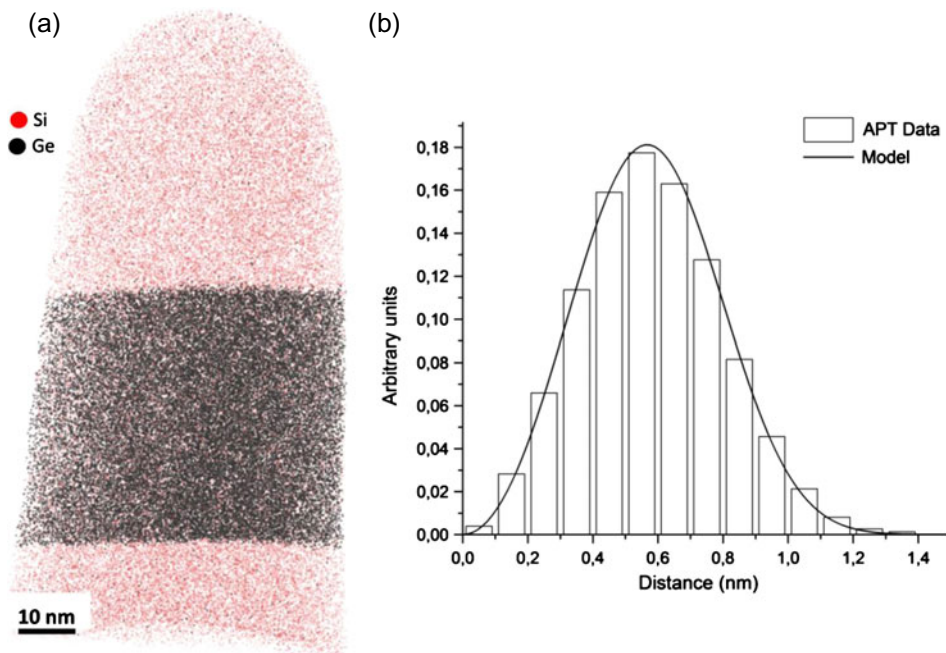 (a)
Si
Ge
10 nm
(b)
APT Data
Model
Arbitrary units
0,18
0,16
0,14
0,12
0,10
0,08
0,06
0,04
0,02
0,00
0,0 0,2 0,4 0,6 0,8 1,0 1,2 1,4
Distance (nm)